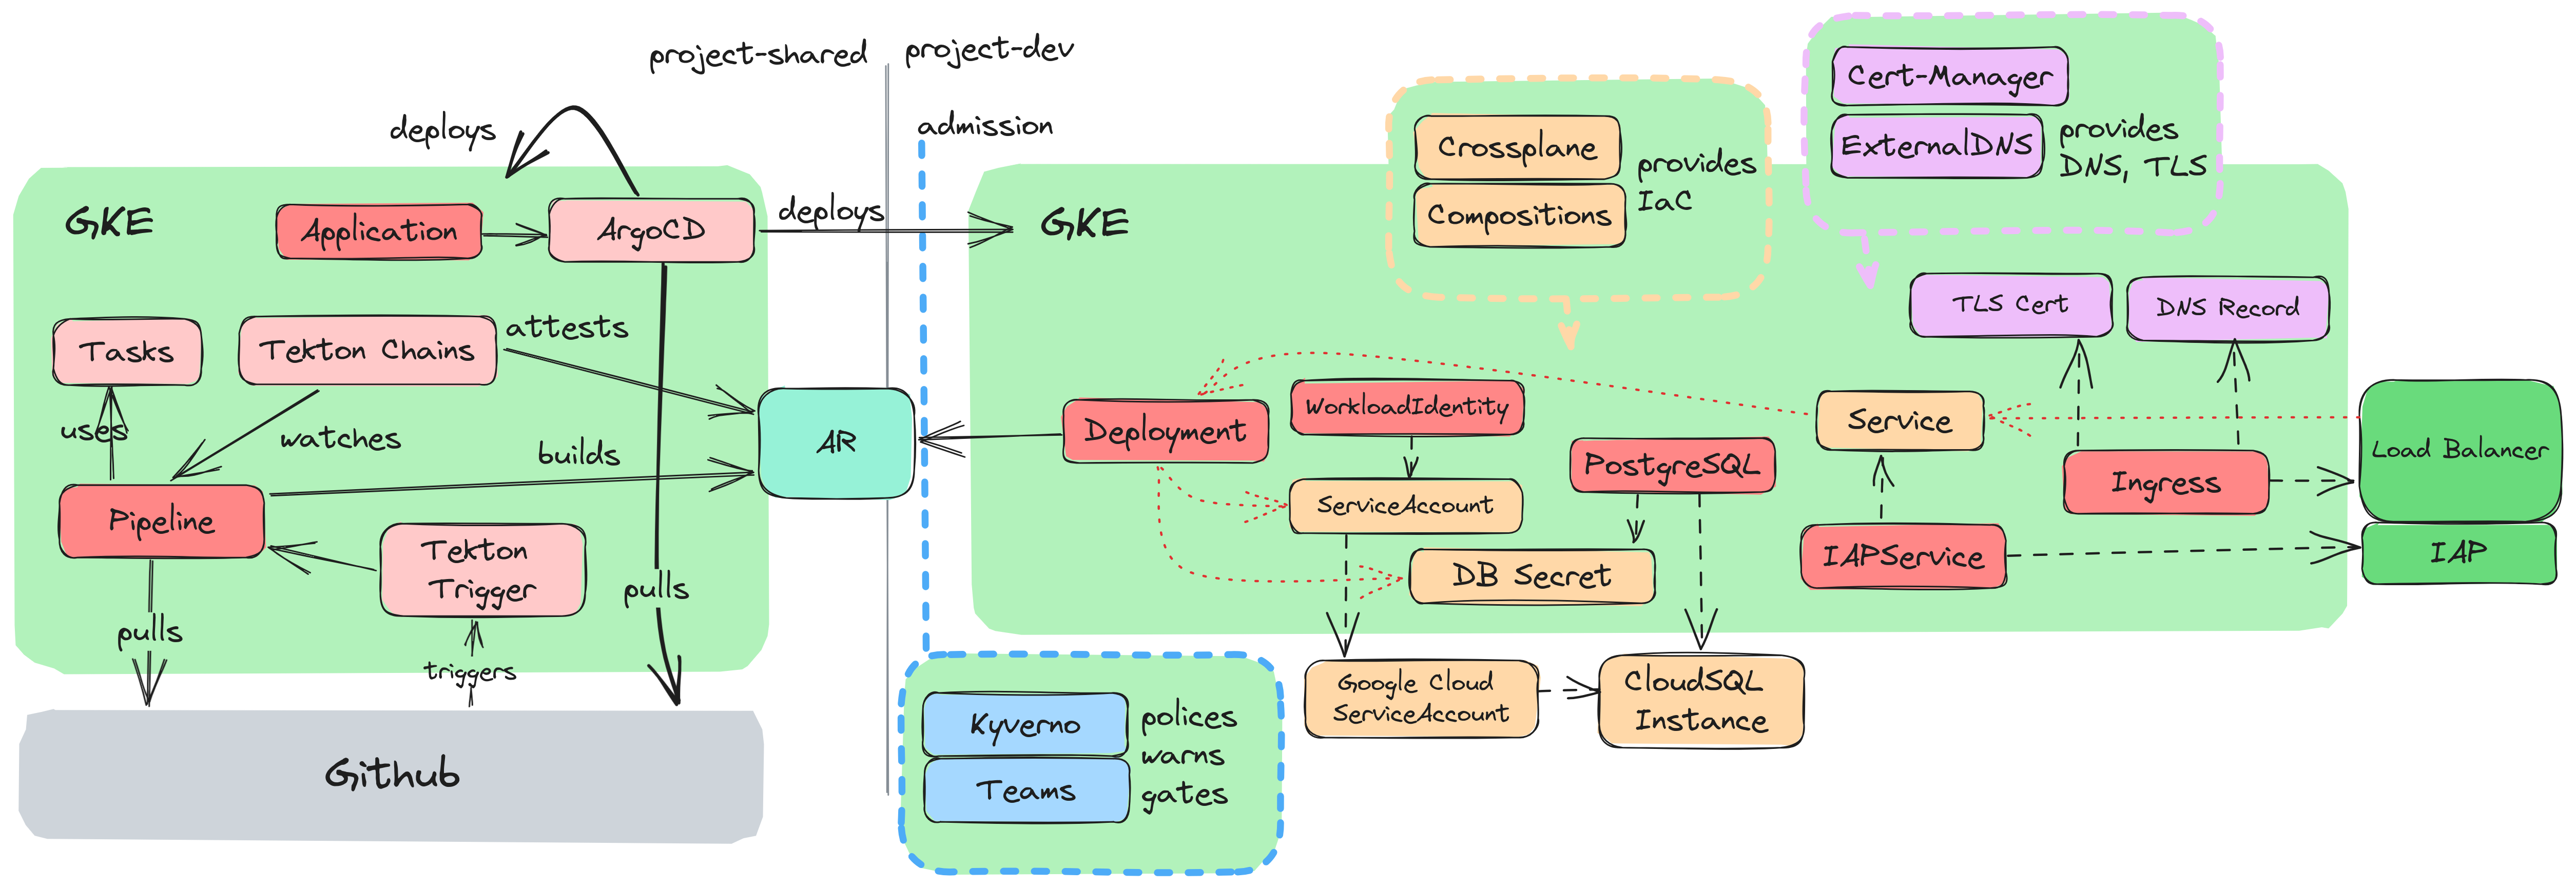 project-shared
project-dev
deploys
admission
GKE
Application
ArgoCD
deploys
Tasks
Tekton Chains
attests
uses
watches
builds
AR
Pipeline
Tekton
Trigger
pulls
pulls
triggers
Github
GKE
Crossplane
Compositions
provides
IaC
Cert-Manager
ExternalDNS
provides
DNS, TLS
TLS Cert
DNS Record
Deployment
WorkloadIdentity
ServiceAccount
PostgreSQL
DB Secret
Service
Ingress
IAPService
Load Balancer
IAP
Google Cloud
ServiceAccount
CloudSQL
Instance
Kyverno
Teams
polices
warns
gates